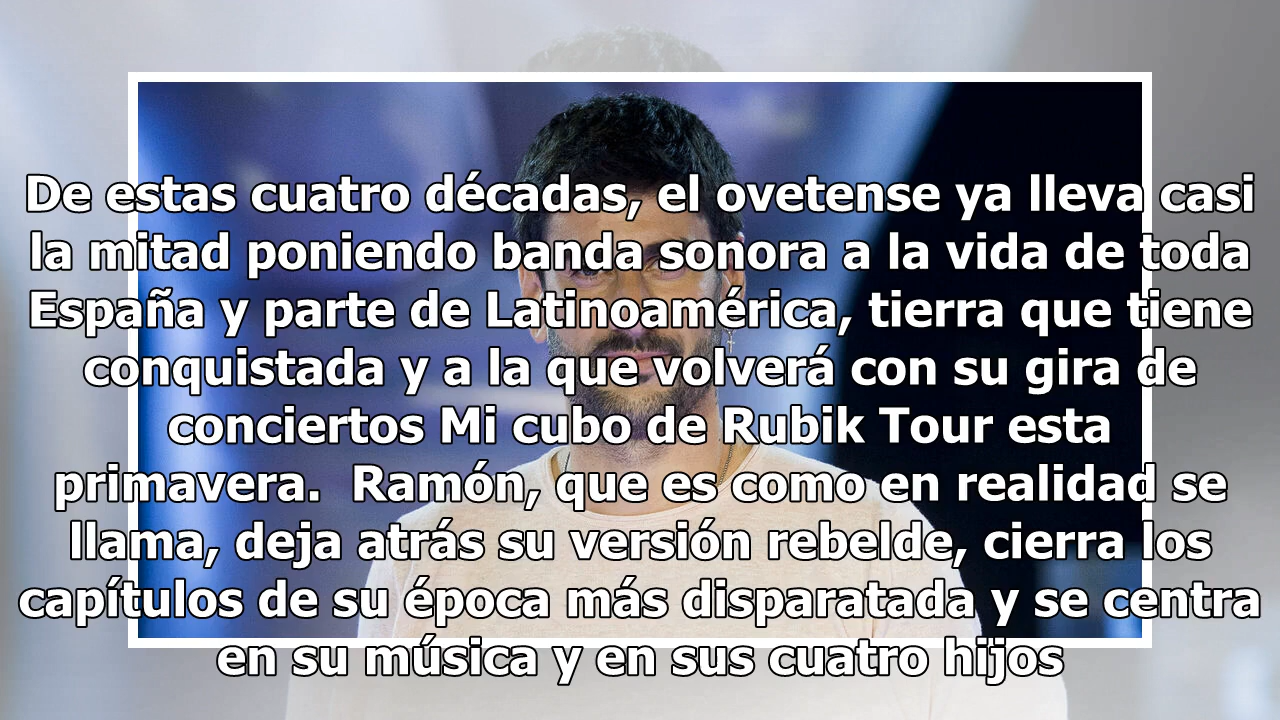 De estas cuatro décadas, el ovetense ya lleva casi
la mitad poniendo banda sonora a la vida de toda
España y parte de Latinoamérica, tierra que tiene
conquistada y a la que volverá con su gira de
conciertos Mi cubo de Rubik Tour esta
primavera.  Ramón, que es como en realidad se
llama, deja atrás su versión rebelde, cierra los
capítulos de su época más disparatada y se centra
en su música y en sus cuatro hijos